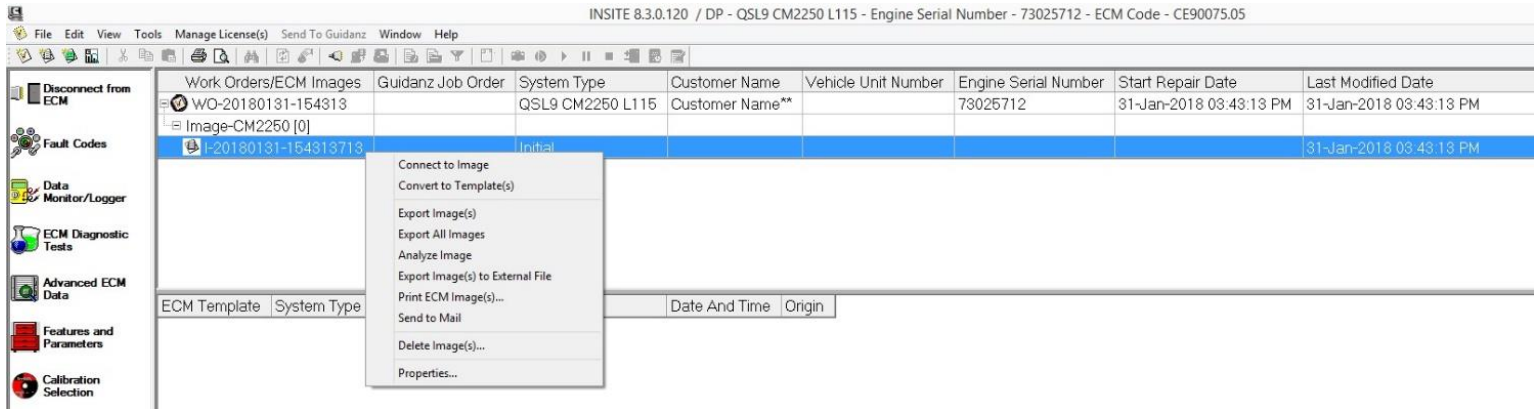 INSITE 8.3.0.120 / DP - QSL9 CM2250 L115 - Engine Serial Number - 73025712 - ECM Code - CE90075.05
File Edit View Tools Manage License(s) Send To Guidanz Window Help
Disconnect from
ECM
Fault Codes
Data
Monitor/Logger
ECM Diagnostic
Tests
Advanced ECM
Data
Features and
Parameters
Calibration
Selection
Work Orders/ECM Images Guidanz Job Order System Type Customer Name Vehicle Unit Number Engine Serial Number Start Repair Date Last Modified Date
WO-20180131-154313 QSL9 CM2250 L115 Customer Name** 73025712 31-Jan-2018 03:43:13 PM 31-Jan-2018 03:43:13 PM
Image-CM2250 [0]
I-20180131-154313713 Initial 31-Jan-2018 03:43:13 PM
Connect to Image
Convert to Template(s)
Export Image(s)
Export All Images
Analyze Image
Export Image(s) to External File
Print ECM Image(s)...
Send to Mail
Delete Image(s)...
Properties...
ECM Template System Type Date And Time Origin